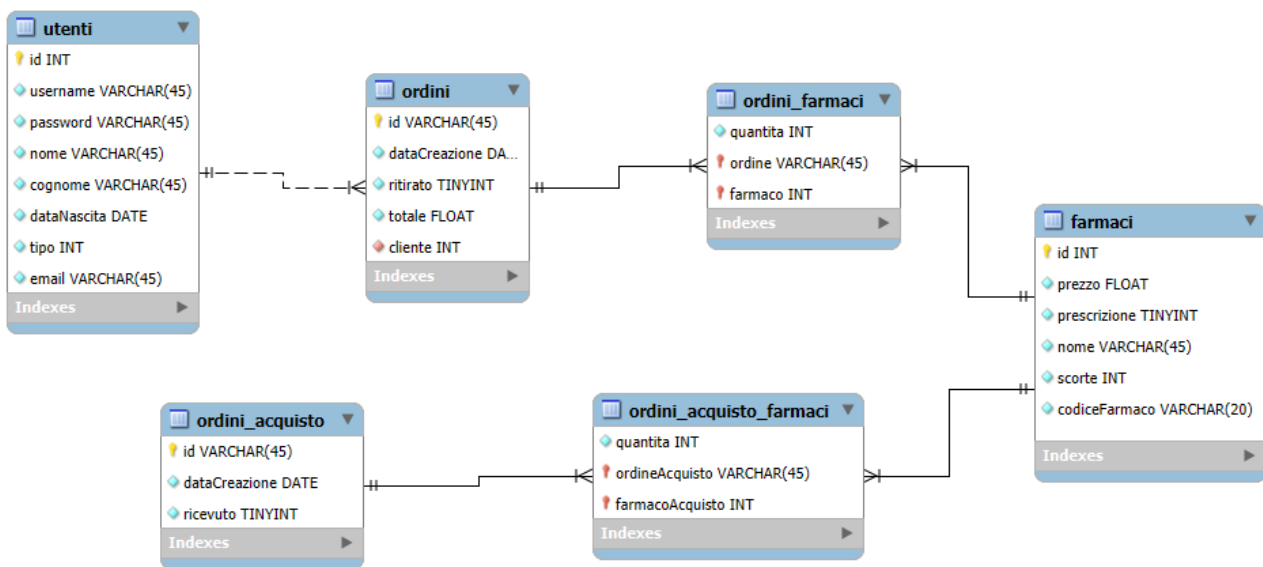 utenti
id INT
username VARCHAR(45)
password VARCHAR(45)
nome VARCHAR(45)
cognome VARCHAR(45)
dataNascita DATE
tipo INT
email VARCHAR(45)
Indexes
ordini
id VARCHAR(45)
dataCreazione DA...
ritirato TINYINT
totale FLOAT
cliente INT
Indexes
ordini_farmaci
quantita INT
ordine VARCHAR(45)
farmaco INT
Indexes
farmaci
id INT
prezzo FLOAT
prescrizione TINYINT
nome VARCHAR(45)
scorte INT
codiceFarmaco VARCHAR(20)
Indexes
ordini_acquisto
id VARCHAR(45)
dataCreazione DATE
ricevuto TINYINT
Indexes
ordini_acquisto_farmaci
quantita INT
ordineAcquisto VARCHAR(45)
farmacoAcquisto INT
Indexes